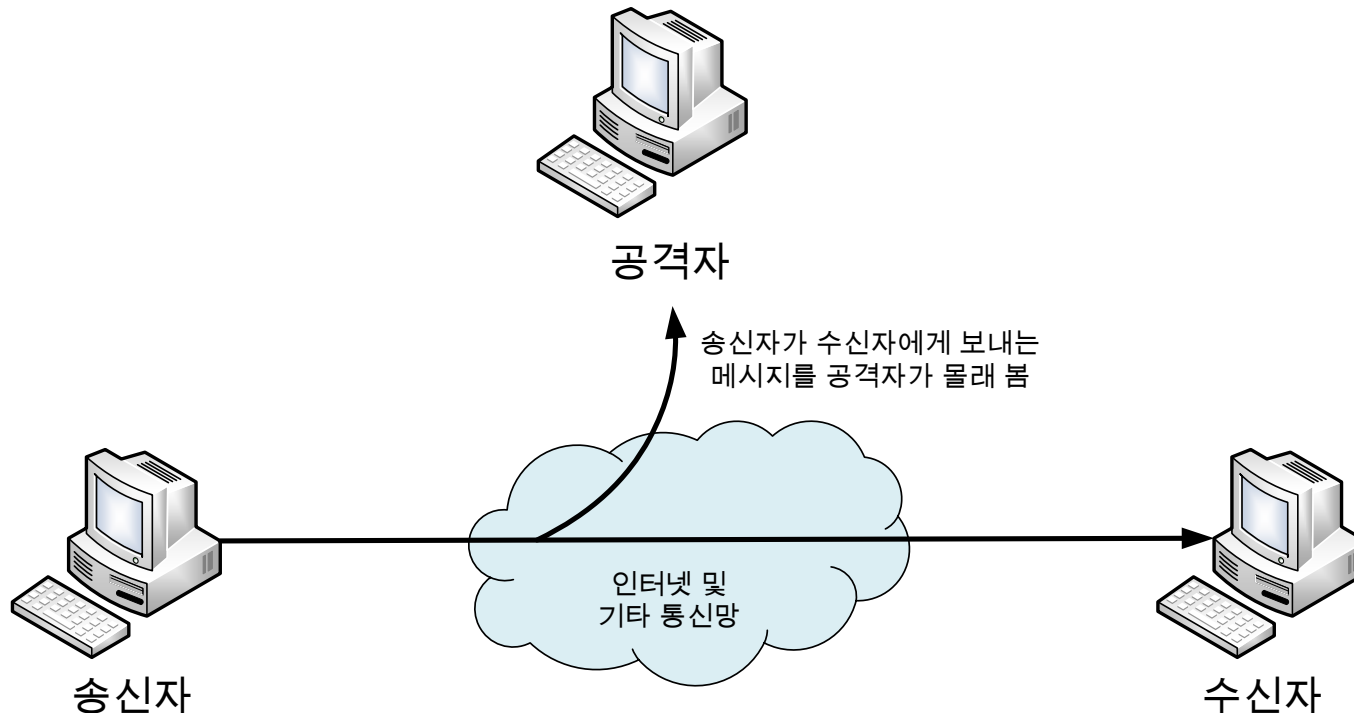 공격자
송신자가 수신자에게 보내는
메시지를 공격자가 몰래 봄
인터넷 및
기타 통신망
송신자
수신자